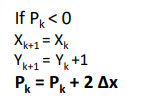 If Pk < 0
Xk+1 = Xk
Yk+1 = Yk +1
Pk = Pk + 2 Δx